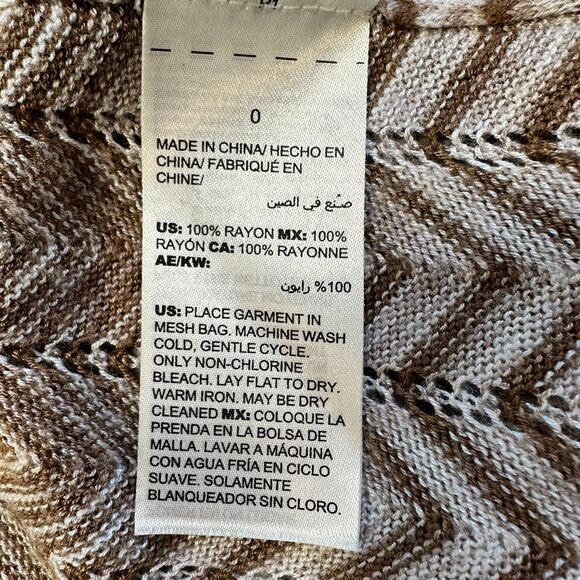 0
MADE IN CHINA/ HECHO EN
CHINA/ FABRIQUÉ EN
CHINE/
صُنع في الصين
US: 100% RAYON MX: 100%
RAYÓN CA: 100% RAYONNE
AE/KW:
100% رايون
US: PLACE GARMENT IN
MESH BAG. MACHINE WASH
COLD, GENTLE CYCLE.
ONLY NON-CHLORINE
BLEACH. LAY FLAT TO DRY.
WARM IRON. MAY BE DRY
CLEANED MX: COLOQUE LA
PRENDA EN LA BOLSA DE
MALLA. LAVAR A MÁQUINA
CON AGUA FRÍA EN CICLO
SUAVE. SOLAMENTE
BLANQUEADOR SIN CLORO.